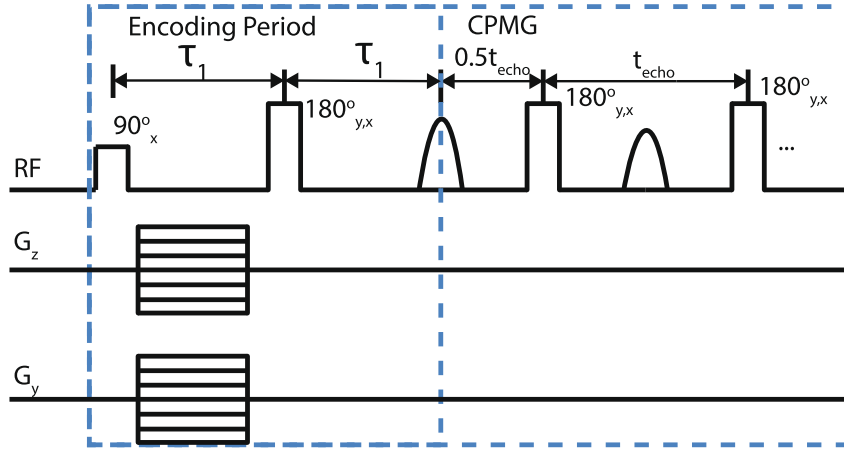 Encoding Period
CPMG
τ1
τ1
0.5techo
techo
90°x
180°y,x
180°y,x
180°y,x
...
RF
Gz
Gy